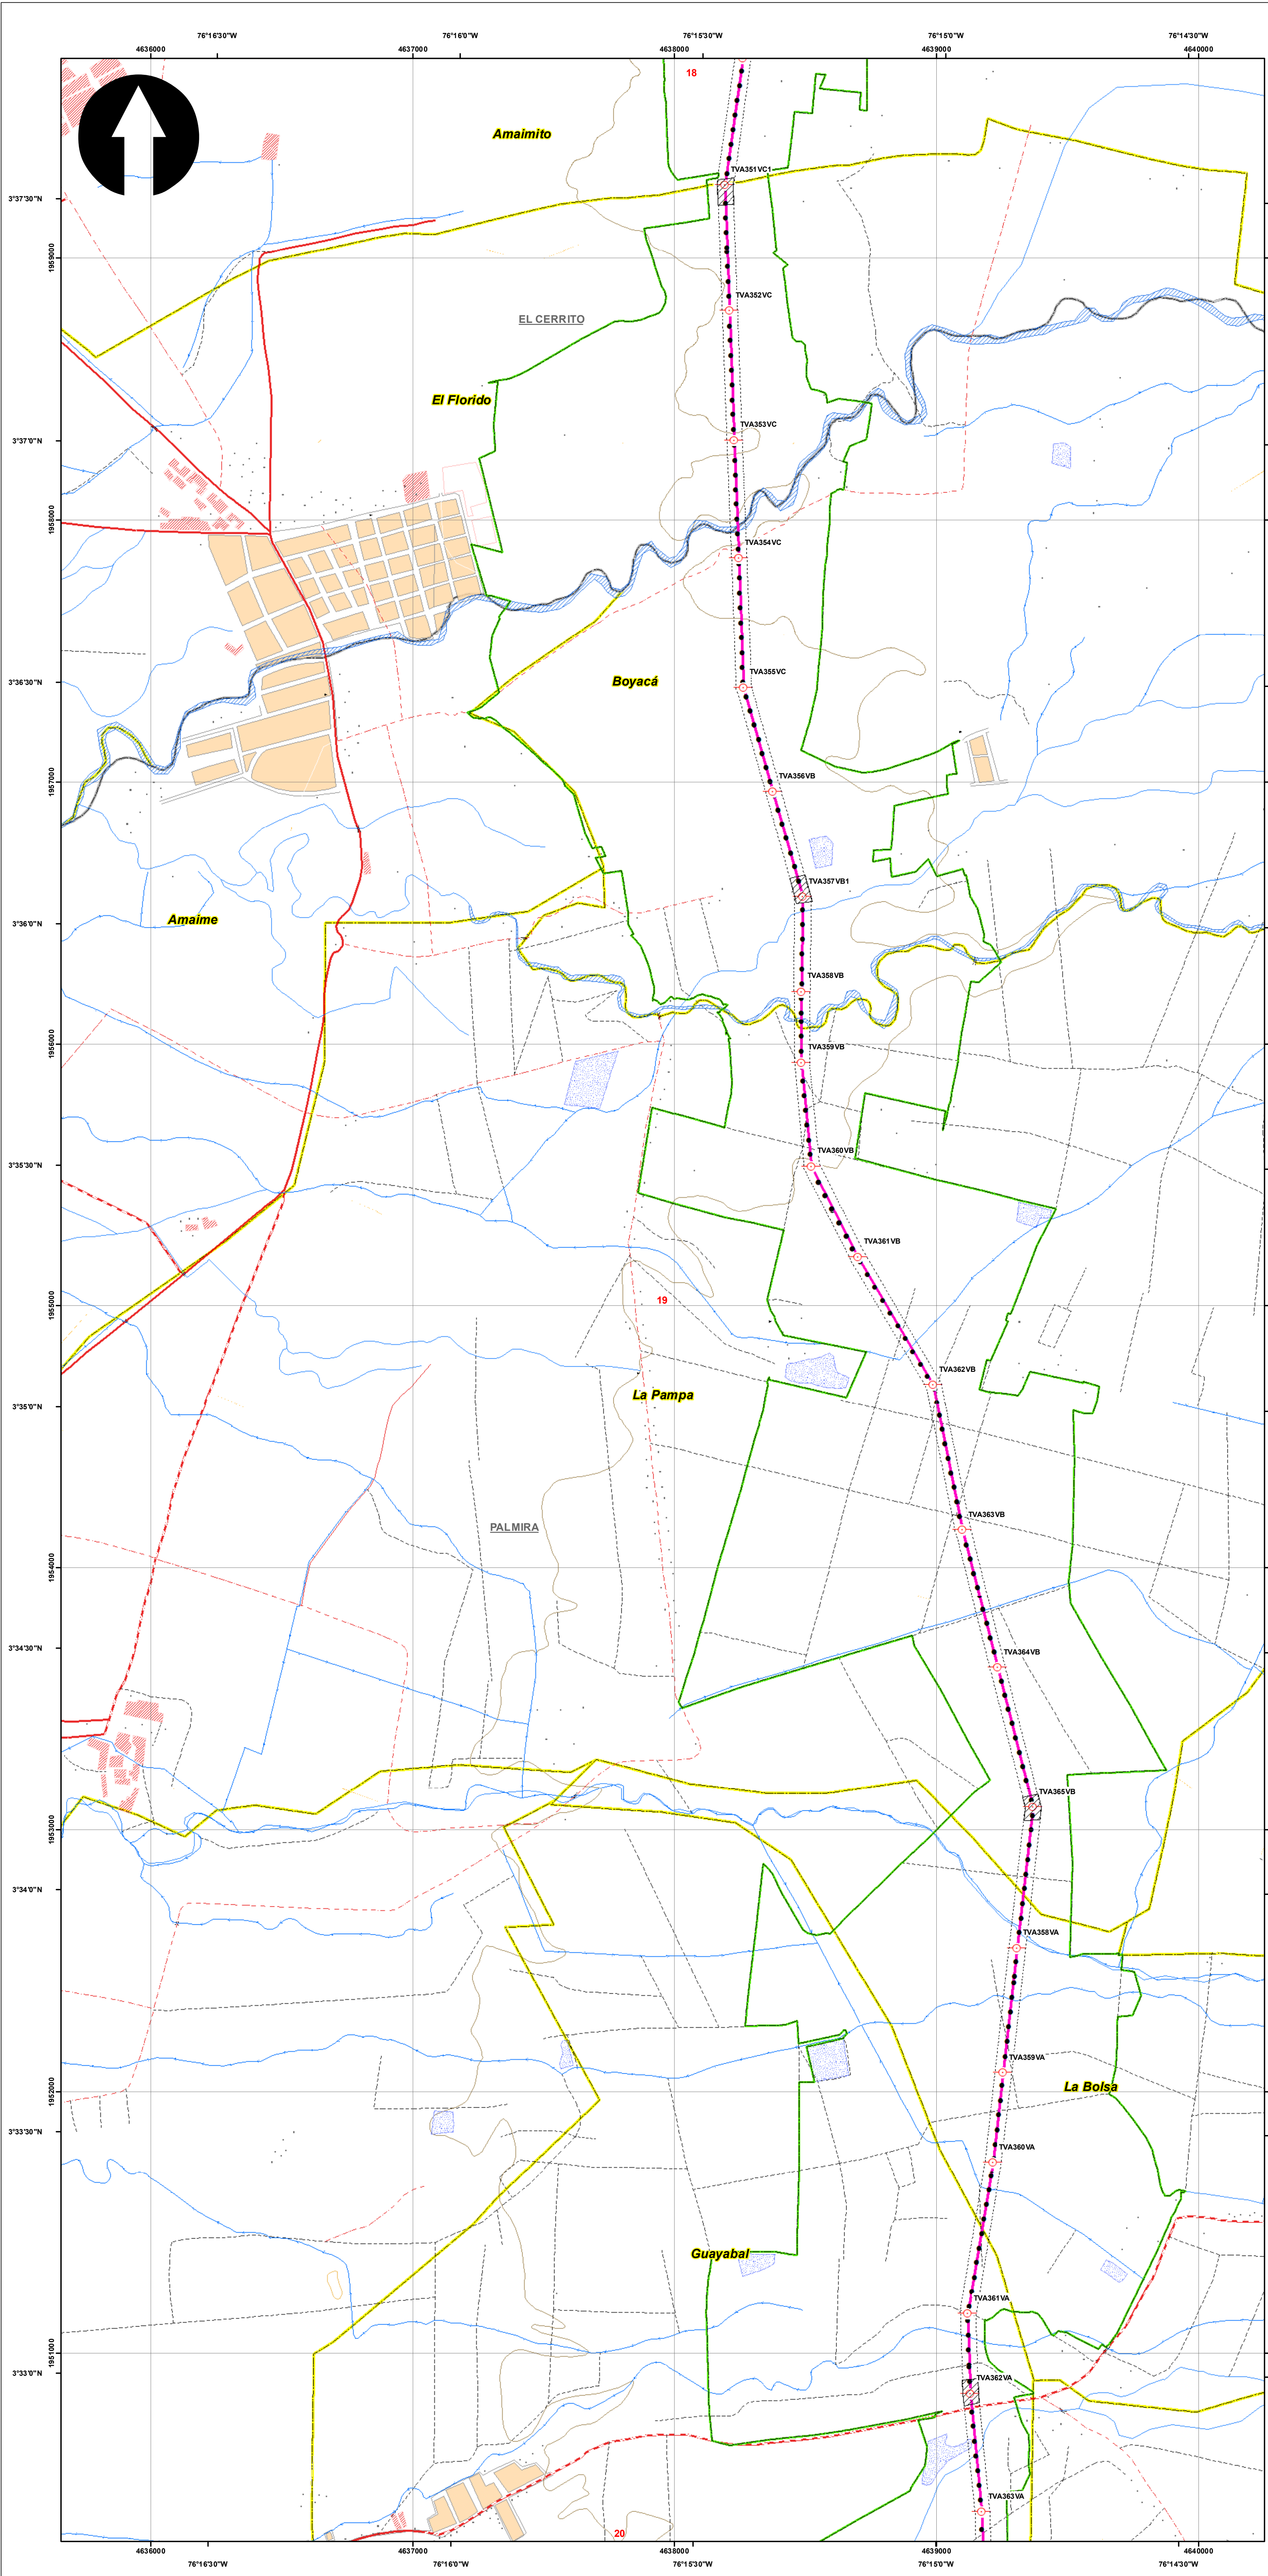 76°16'30"W 76°16'0"W 76°15'30"W 76°15'0"W 76°14'30"W
4636000 4637000 4638000 4639000 4640000
18
Amaimito
TVA351VC1
3°37'30"N
1959000
TVA352VC
EL CERRITO
El Florido
TVA353VC
3°37'0"N
1958000
TVA354VC
TVA355VC
Boyacá
3°36'30"N
1957000
TVA356VB
TVA357VB1
Amaime
3°36'0"N
TVA358VB
1956000
TVA359VB
TVA360VB
3°35'30"N
TVA361VB
19
1955000
TVA362VB
La Pampa
3°35'0"N
TVA363VB
PALMIRA
1954000
3°34'30"N
TVA364VB
TVA365VB
1953000
3°34'0"N
TVA358VA
TVA359VA
La Bolsa
1952000
3°33'30"N
TVA360VA
Guayabal
TVA361VA
1951000
3°33'0"N
TVA362VA
TVA363VA
20
4636000 4637000 4638000 4639000 4640000
76°16'30"W 76°16'0"W 76°15'30"W 76°15'0"W 76°14'30"W